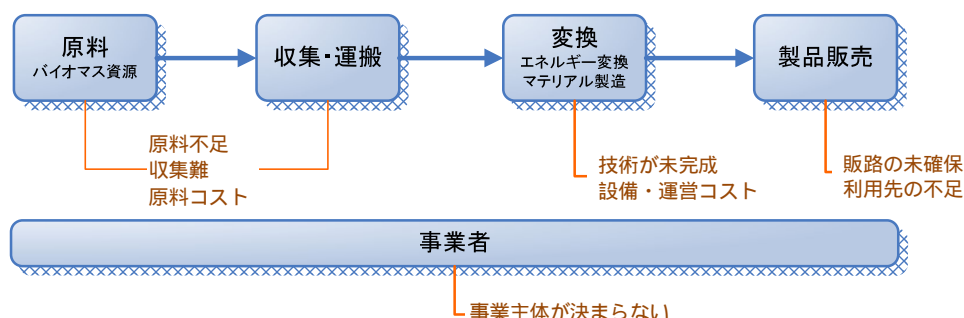 原料
バイオマス資源
収集・運搬
変換
エネルギー変換
マテリアル製造
製品販売
原料不足
収集難
原料コスト
技術が未完成
設備・運営コスト
販路の未確保
利用先の不足
事業者
事業主体が決まらない